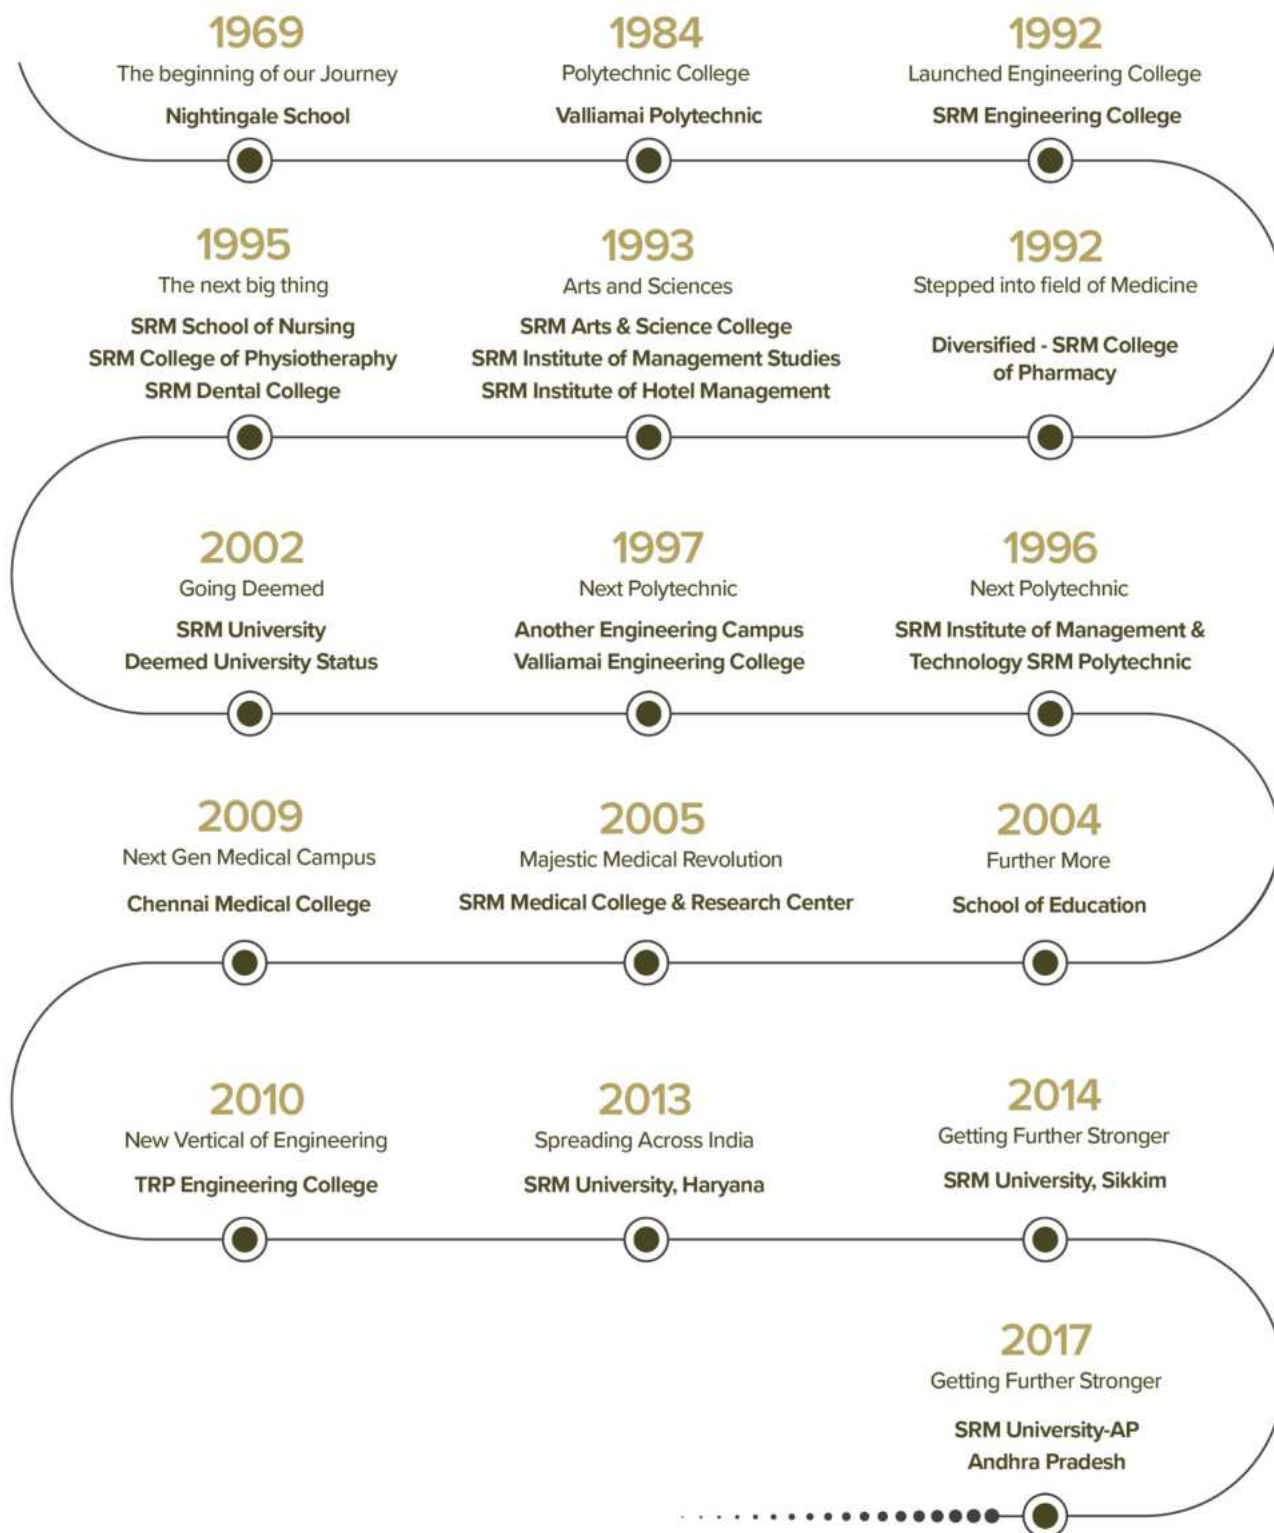 1969
The beginning of our Journey
Nightingale School
1984
Polytechnic College
Valliamai Polytechnic
1992
Launched Engineering College
SRM Engineering College
1992
Stepped into field of Medicine
Diversified - SRM College
of Pharmacy
1993
Arts and Sciences
SRM Arts & Science College
SRM Institute of Management Studies
SRM Institute of Hotel Management
1995
The next big thing
SRM School of Nursing
SRM College of Physiotheraphy
SRM Dental College
2002
Going Deemed
SRM University
Deemed University Status
1997
Next Polytechnic
Another Engineering Campus
Valliamai Engineering College
1996
Next Polytechnic
SRM Institute of Management &
Technology SRM Polytechnic
2004
Further More
School of Education
2005
Majestic Medical Revolution
SRM Medical College & Research Center
2009
Next Gen Medical Campus
Chennai Medical College
2010
New Vertical of Engineering
TRP Engineering College
2013
Spreading Across India
SRM University, Haryana
2014
Getting Further Stronger
SRM University, Sikkim
2017
Getting Further Stronger
SRM University-AP
Andhra Pradesh